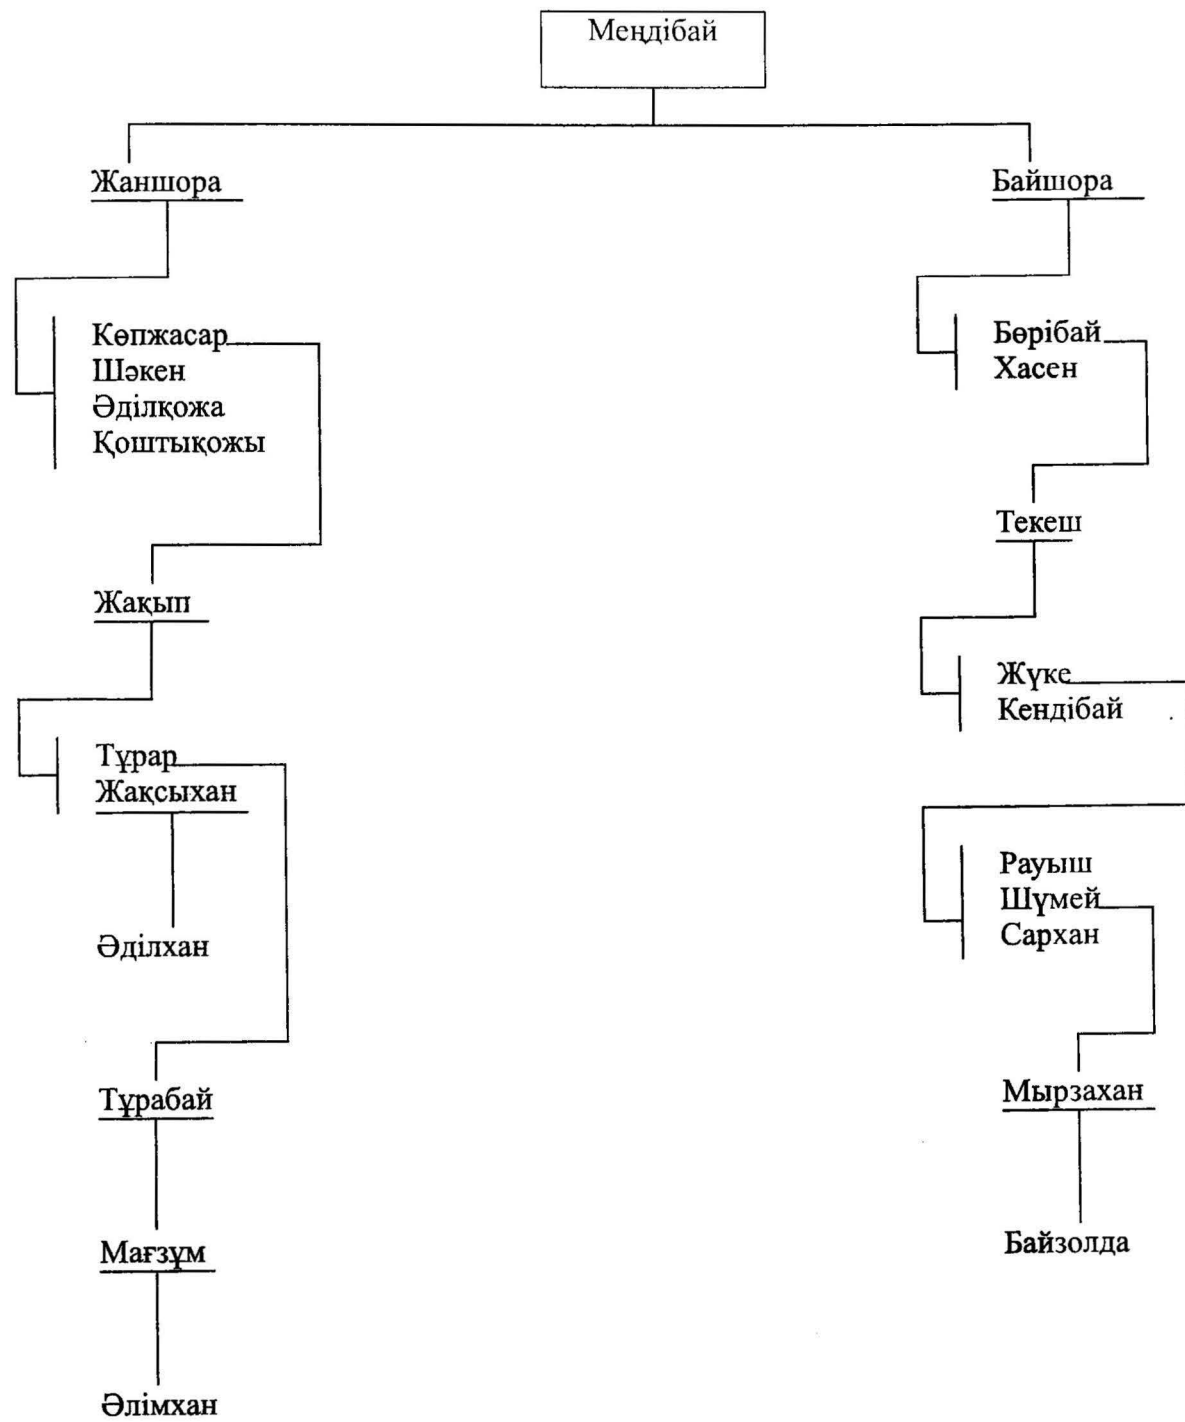 Меңдібай
Жаншора
Көпжасар
Шәкен
Әділқожа
Қоштықожы
Жақып
Тұрар
Жақсыхан
Әділхан
Тұрабай
Мағзұм
Әлімхан
Байшора
Бөрібай
Хасен
Текеш
Жүке
Кендібай
Рауыш
Шүмей
Сархан
Мырзахан
Байзолда